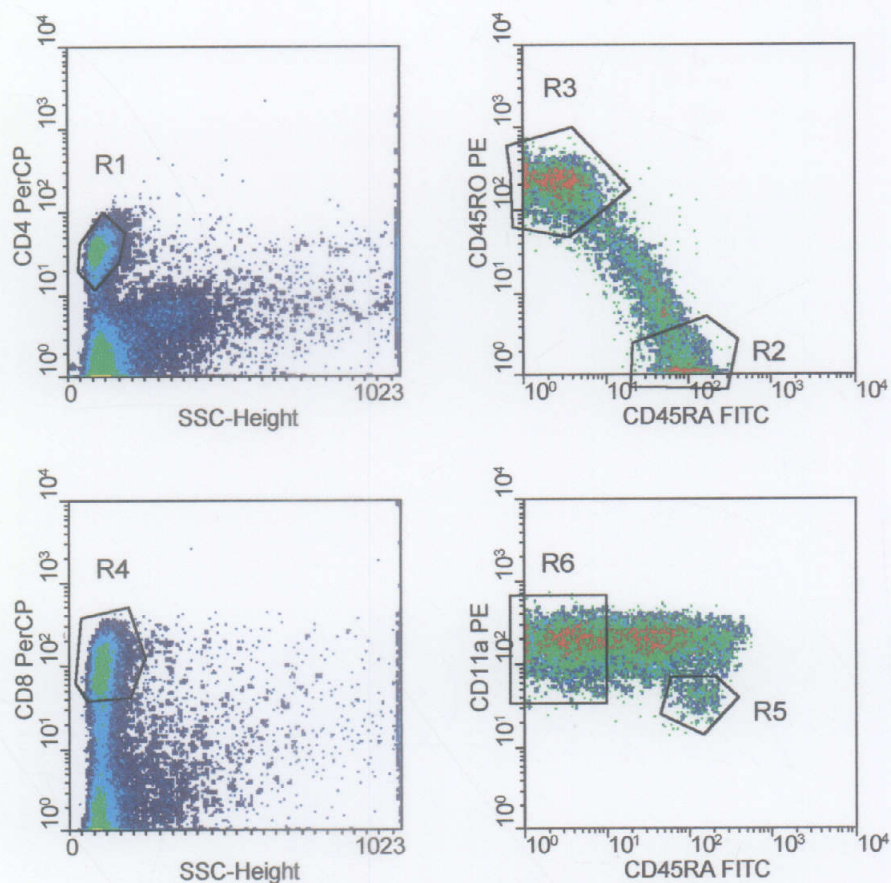 10⁴
10³
10²
10¹
10⁰
CD4 PerCP
R1
0
1023
SSC-Height
10⁴
10³
10²
10¹
10⁰
CD45RO PE
R3
R2
10⁰
10¹
10²
10³
10⁴
CD45RA FITC
10⁴
10³
10²
10¹
10⁰
CD8 PerCP
R4
0
1023
SSC-Height
10⁴
10³
10²
10¹
10⁰
CD11a PE
R6
R5
10⁰
10¹
10²
10³
10⁴
CD45RA FITC